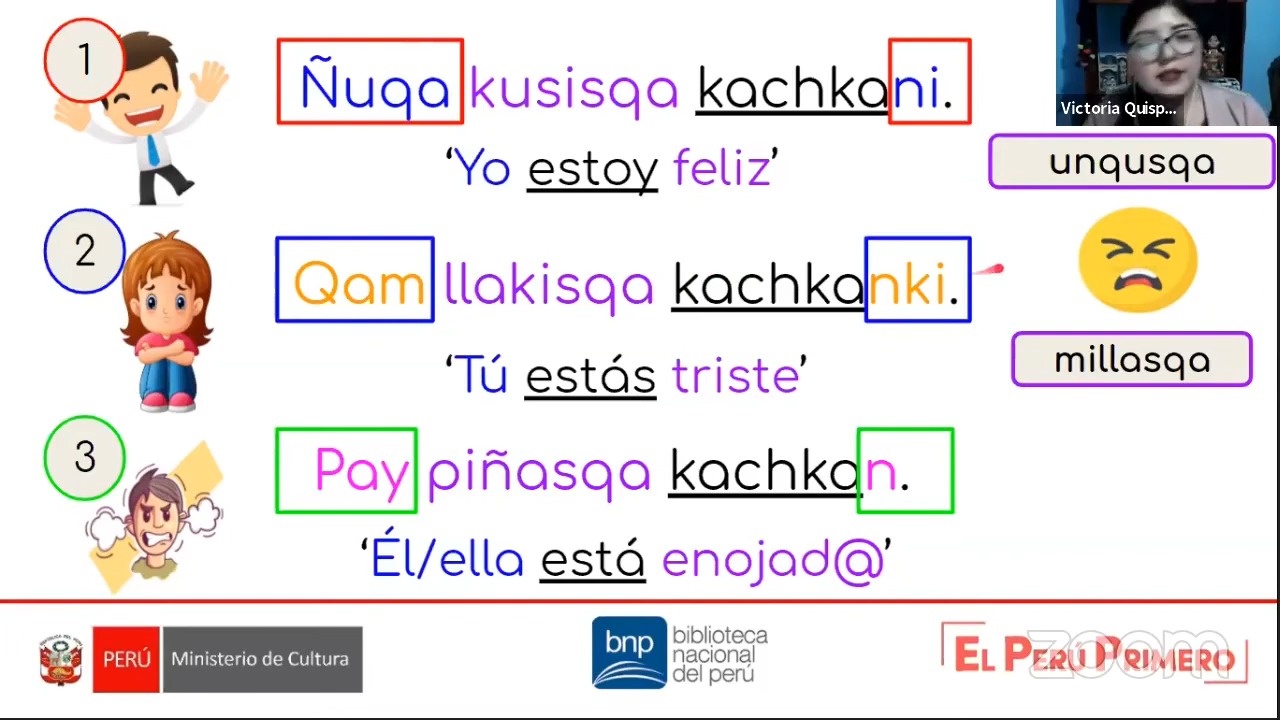 1
Ñuqa kusisqa kachkani.
Victoria Quisp...
'Yo estoy feliz'
unqusqa
2
Qam llakisqa kachkanki.
'Tú estás triste'
millasqa
3
Pay piñasqa kachkan.
'Él/ella está enojad@'
PERÚ
Ministerio de Cultura
bnp
biblioteca
nacional
del perú
EL PERÚ PRIMERO
zoom